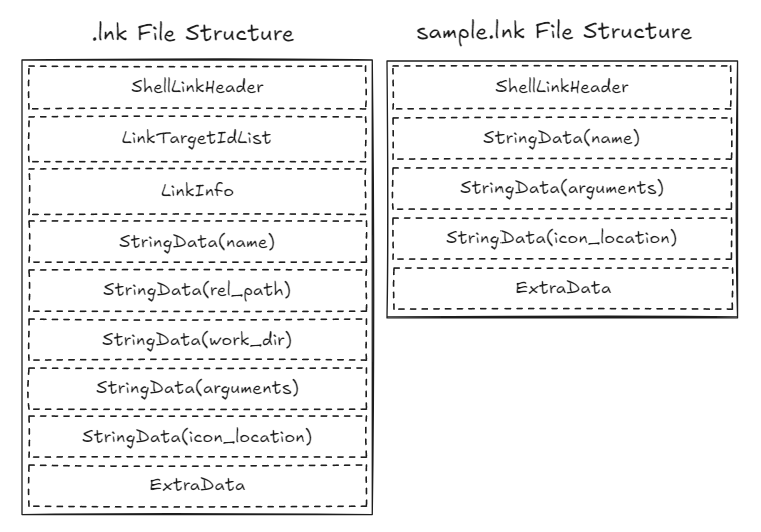 .lnk File Structure
ShellLinkHeader
LinkTargetIdList
LinkInfo
StringData(name)
StringData(rel_path)
StringData(work_dir)
StringData(arguments)
StringData(icon_location)
ExtraData
sample.lnk File Structure
ShellLinkHeader
StringData(name)
StringData(arguments)
StringData(icon_location)
ExtraData